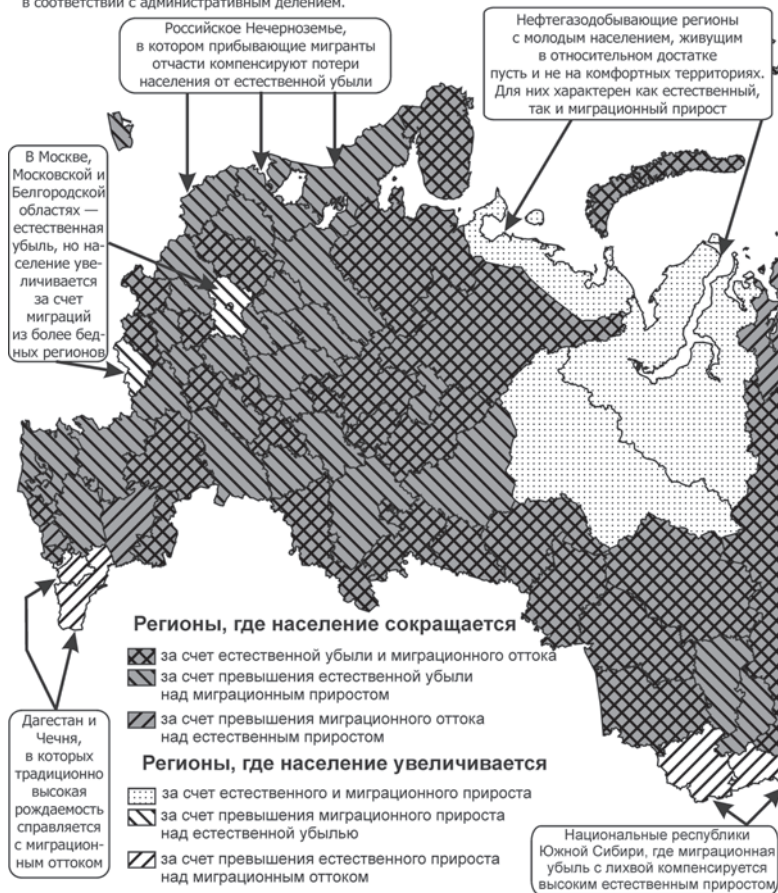 в соответствии с административным делением.
Российское Нечерноземье,
в котором прибывающие мигранты
отчасти компенсируют потери
населения от естественной убыли
Нефтегазодобывающие регионы
с молодым населением, живущим
в относительном достатке
пусть и не на комфортных территориях.
Для них характерен как естественный,
так и миграционный прирост
В Москве,
Московской и
Белгородской
областях —
естественная
убыль, но на-
селение уве-
личивается
за счет
миграций
из более бед-
ных регионов
Регионы, где население сокращается
за счет естественной убыли и миграционного оттока
за счет превышения естественной убыли
над миграционным приростом
за счет превышения миграционного оттока
над естественным приростом
Регионы, где население увеличивается
за счет естественного и миграционного прироста
за счет превышения миграционного прироста
над естественной убылью
за счет превышения естественного прироста
над миграционным оттоком
Дагестан и
Чечня,
в которых
традиционно
высокая
рождаемость
справляется
с миграцион-
ным оттоком
Национальные республики
Южной Сибири, где миграционная
убыль с лихвой компенсируется
высоким естественным приростом